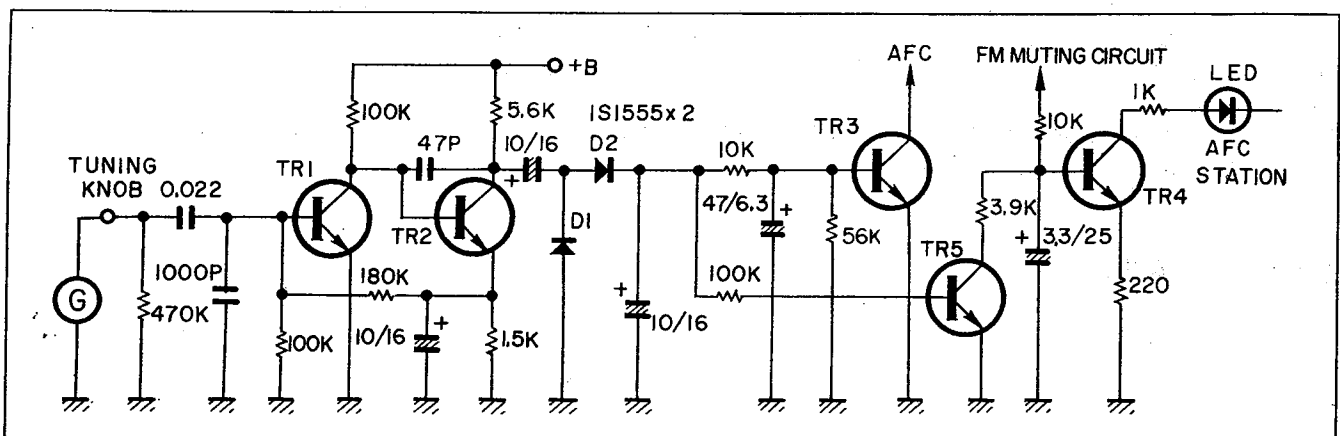 AFC
FM MUTING CIRCUIT
LED
+B
1K
100K
5.6K
1S1555x2
10/16
D2
TR3
10K
AFC
STATION
TUNING
KNOB
0.022
TR1
47P
+
10K
TR4
TR2
D1
47/6.3
+
3.9K
56K
TR5
+
3.3/25
1000P
180K
+
100K
220
G
470K
100K
10/16
+
1.5K
10/16